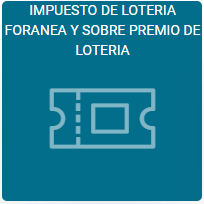 IMPUESTO DE LOTERIA
FORANEA Y SOBRE PREMIO DE
LOTERIA